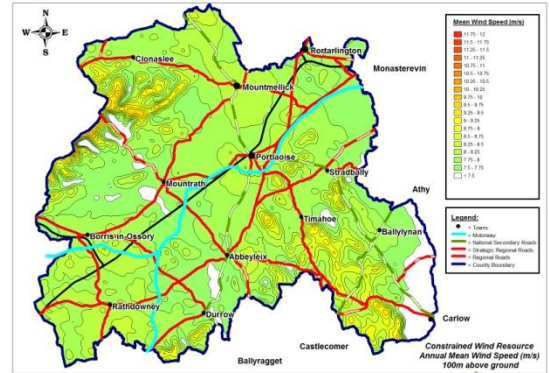 N
W E
S
Portarlington
Clonaslee
Monasterevin
Mountmellick
Portlaoise
Stradbally
Mountrath
Athy
Timahoe
Ballylynan
Borris in Ossory
Abbeyleix
Rathdowney
Durrow
Carlow
Castlecomer
Ballyragget
Mean Wind Speed (m/s)
11.75 - 12
11.5 - 11.75
11.25 - 11.5
11 - 11.25
10.75 - 11
10.5 - 10.75
10.25 - 10.5
10 - 10.25
9.75 - 10
9.5 - 9.75
9.25 - 9.5
9 - 9.25
8.75 - 9
8.5 - 8.75
8.25 - 8.5
8 - 8.25
7.75 - 8
7.5 - 7.75
< 7.5
Legend:
Towns
Motorway
National Secondary Roads
Strategic Regional Roads
Regional Roads
County Boundary
Constrained Wind Resource
Annual Mean Wind Speed (m/s)
100m above ground